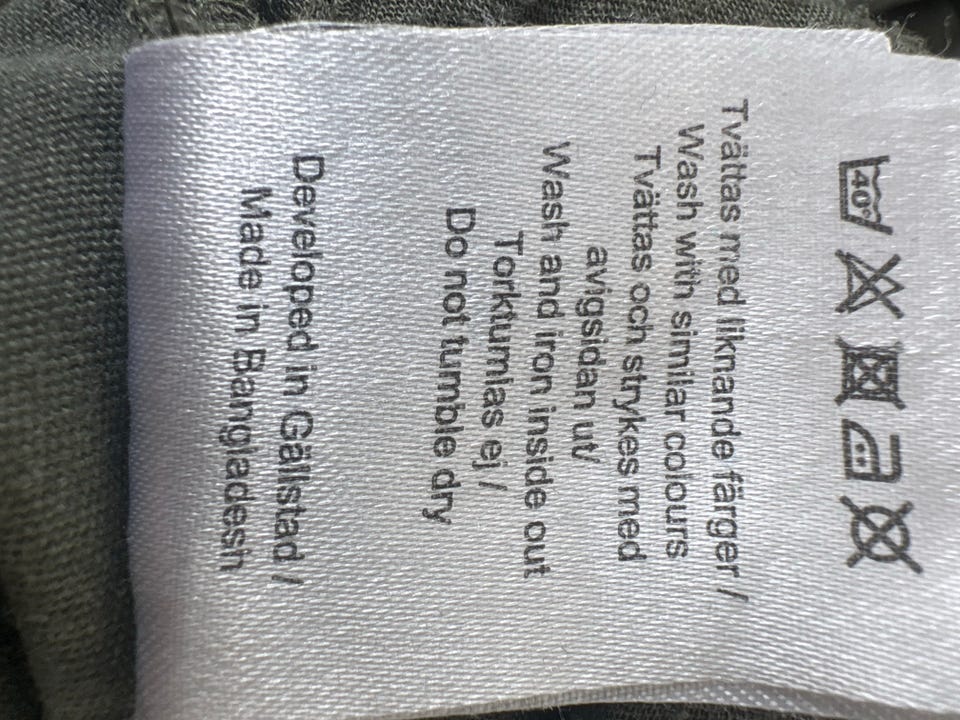 40°
Tvättas med liknande färger /
Wash with similar colours
Tvättas och strykes med
avigsidan ut/
Wash and iron inside out
Torktumlas ej /
Do not tumble dry
Developed in Gällstad /
Made in Bangladesh